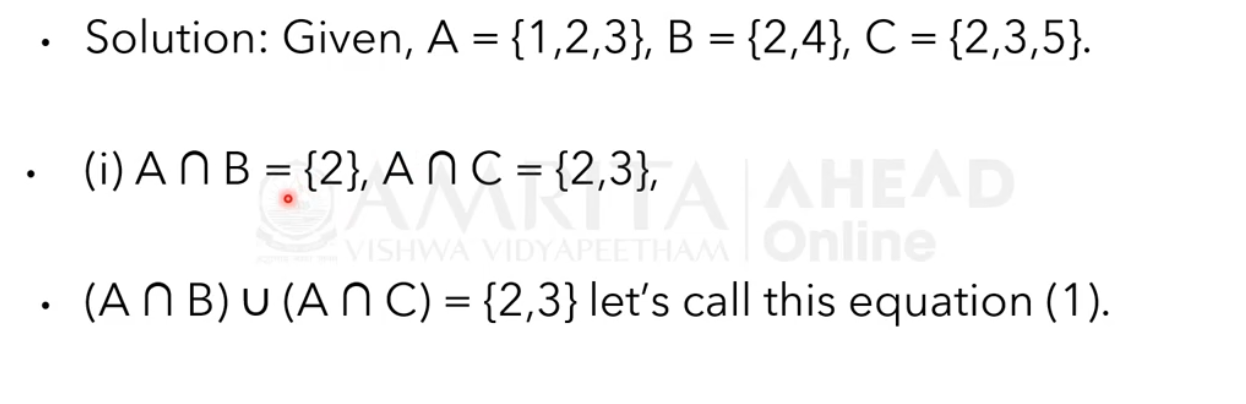 • Solution: Given, A = {1,2,3}, B = {2,4}, C = {2,3,5}.
• (i) A ∩ B = {2}, A ∩ C = {2,3},
AMRITA AHEAD
VISHWA VIDYAPEETHAM Online
• (A ∩ B) ∪ (A ∩ C) = {2,3} let’s call this equation (1).